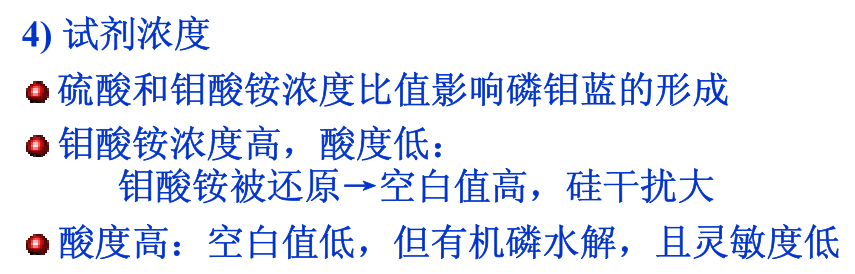 4) 试剂浓度
硫酸和钼酸铵浓度比值影响磷钼蓝的形成
钼酸铵浓度高，酸度低：
钼酸铵被还原→空白值高，硅干扰大
酸度高：空白值低，但有机磷水解，且灵敏度低